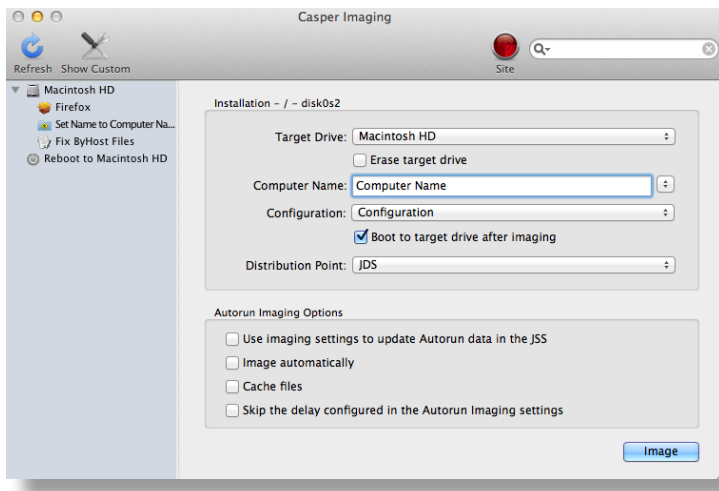 Casper Imaging
Refresh Show Custom
Site
Macintosh HD
Firefox
Set Name to Computer Na...
Fix ByHost Files
Reboot to Macintosh HD
Installation - / - disk0s2
Target Drive: Macintosh HD
Erase target drive
Computer Name: Computer Name
Configuration: Configuration
Boot to target drive after imaging
Distribution Point: JDS
Autorun Imaging Options
Use imaging settings to update Autorun data in the JSS
Image automatically
Cache files
Skip the delay configured in the Autorun Imaging settings
Image